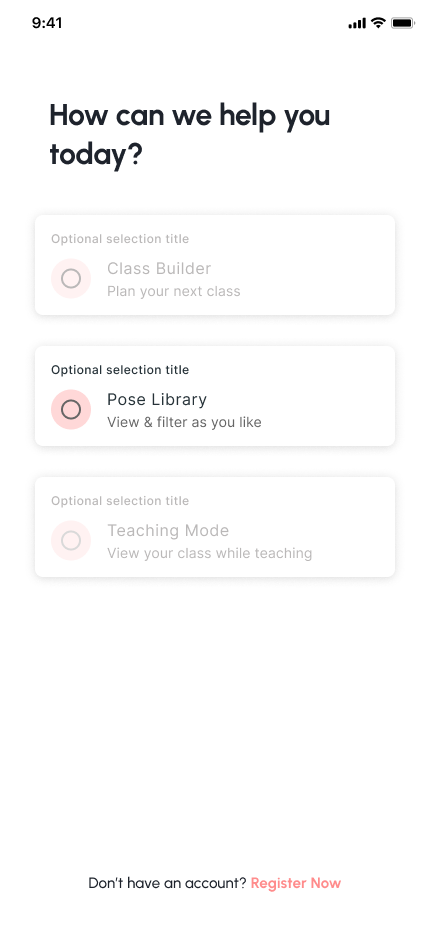 9:41
How can we help you
today?
Optional selection title
Class Builder
Plan your next class
Optional selection title
Pose Library
View & filter as you like
Optional selection title
Teaching Mode
View your class while teaching
Don't have an account? Register Now